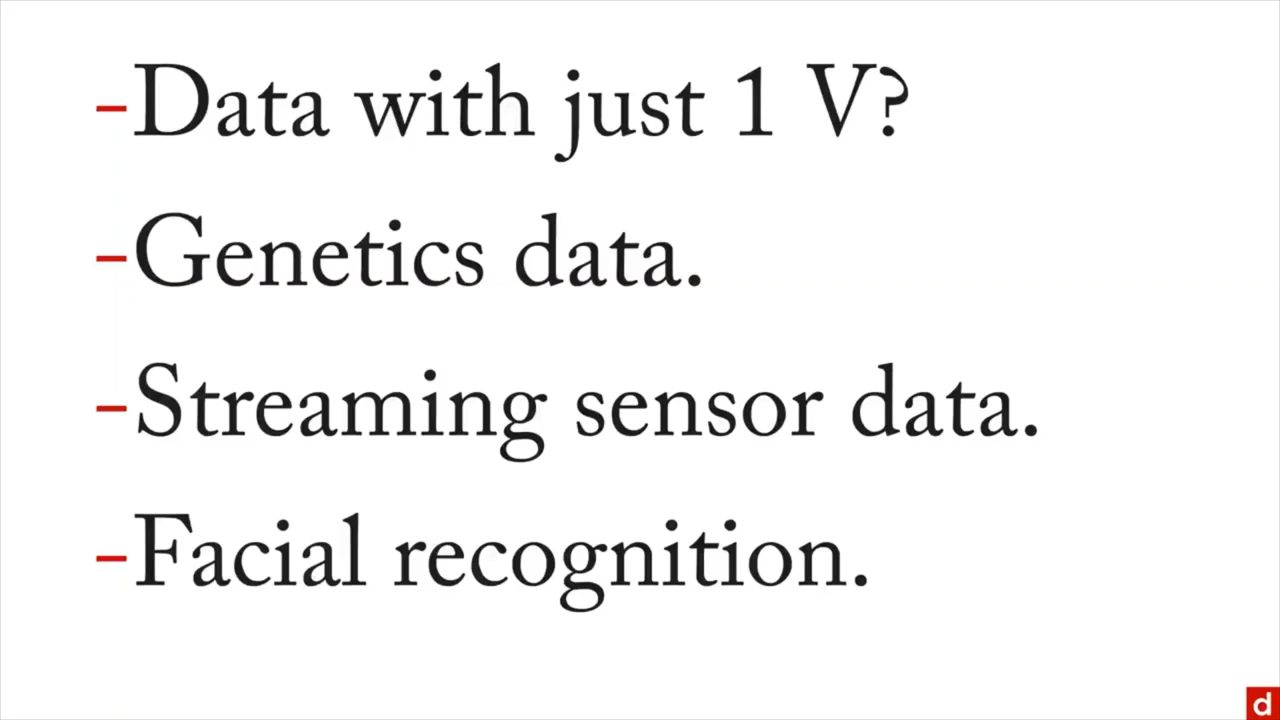 -Data with just 1 V?
-Genetics data.
-Streaming sensor data.
-Facial recognition.
d